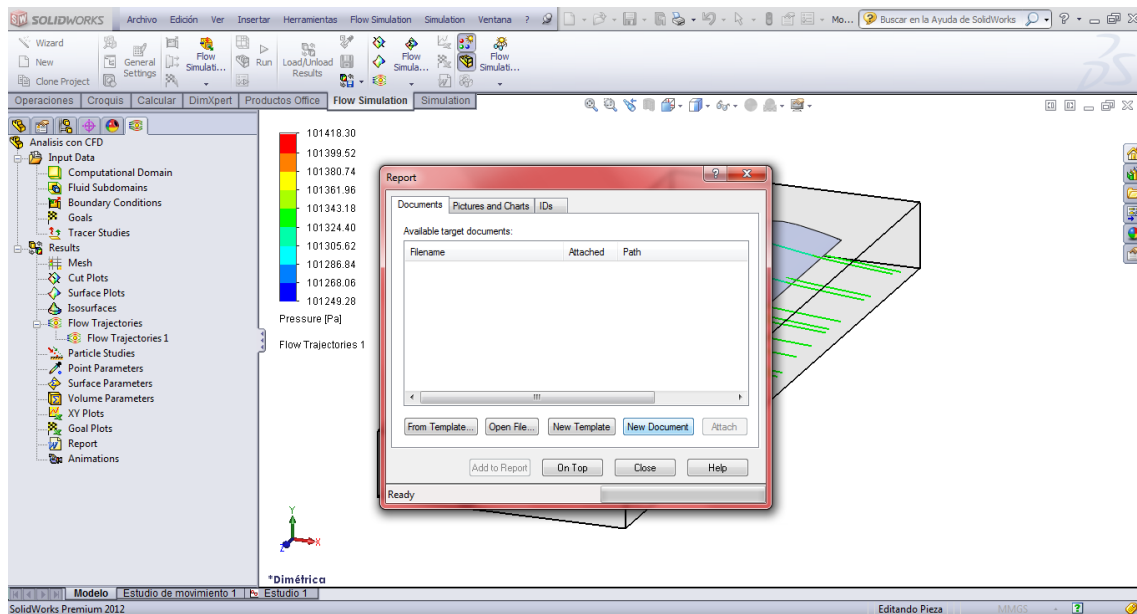 SOLIDWORKS Archivo Edición Ver Insertar Herramientas Flow Simulation Simulation Ventana ? Mo... Buscar en la Ayuda de SolidWorks ?
Wizard
New
Clone Project
General Settings
Flow Simulati...
Run
Load/Unload Results
Flow Simula...
Flow Simulati...
Operaciones Croquis Calcular DimXpert Productos Office Flow Simulation Simulation
Analisis con CFD
Input Data
Computational Domain
Fluid Subdomains
Boundary Conditions
Goals
Tracer Studies
Results
Mesh
Cut Plots
Surface Plots
Isosurfaces
Flow Trajectories
Flow Trajectories 1
Particle Studies
Point Parameters
Surface Parameters
Volume Parameters
XY Plots
Goal Plots
Report
Animations
101418.30
101399.52
101380.74
101361.96
101343.18
101324.40
101305.62
101286.84
101268.06
101249.28
Pressure [Pa]
Flow Trajectories 1
Report
Documents Pictures and Charts IDs
Available target documents:
Filename Attached Path
From Template... Open File... New Template New Document Attach
Add to Report On Top Close Help
Ready
Y
X
Z
*Dimétrica
Modelo Estudio de movimiento 1 Estudio 1
SolidWorks Premium 2012 Editando Pieza MMGS ?